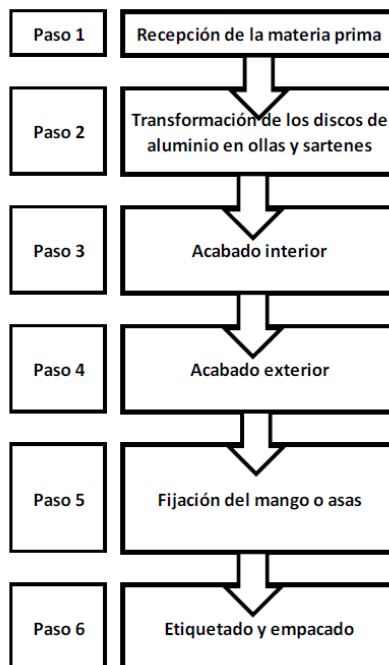 Paso 1
Recepción de la materia prima
Paso 2
Transformación de los discos de
aluminio en ollas y sartenes
Paso 3
Acabado interior
Paso 4
Acabado exterior
Paso 5
Fijación del mango o asas
Paso 6
Etiquetado y empacado